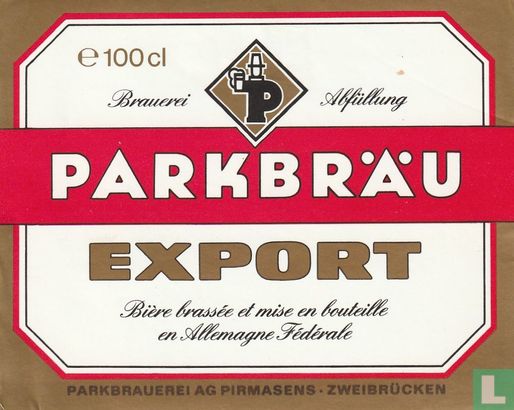 ℮ 100 cl
P
Brauerei Abfüllung
PARKBRÄU
EXPORT
Bière brassée et mise en bouteille
en Allemagne Fédérale
PARKBRAUEREI AG PIRMASENS · ZWEIBRÜCKEN
L